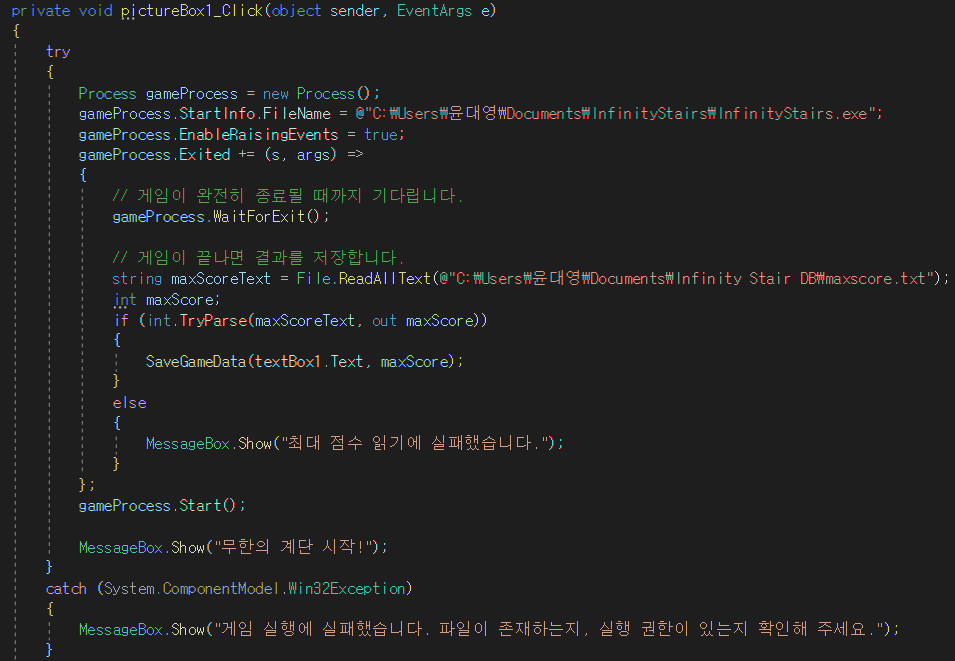 private void pictureBox1_Click(object sender, EventArgs e)
{
try
{
Process gameProcess = new Process();
gameProcess.StartInfo.FileName = @"C:₩Users₩윤대영₩Documents₩InfinityStairs₩InfinityStairs.exe";
gameProcess.EnableRaisingEvents = true;
gameProcess.Exited += (s, args) =>
{
// 게임이 완전히 종료될 때까지 기다립니다.
gameProcess.WaitForExit();
// 게임이 끝나면 결과를 저장합니다.
string maxScoreText = File.ReadAllText(@"C:₩Users₩윤대영₩Documents₩Infinity Stair DB₩maxscore.txt");
int maxScore;
if (int.TryParse(maxScoreText, out maxScore))
{
SaveGameData(textBox1.Text, maxScore);
}
else
{
MessageBox.Show("최대 점수 읽기에 실패했습니다.");
}
};
gameProcess.Start();
MessageBox.Show("무한의 계단 시작!");
}
catch (System.ComponentModel.Win32Exception)
{
MessageBox.Show("게임 실행에 실패했습니다. 파일이 존재하는지, 실행 권한이 있는지 확인해 주세요.");
}